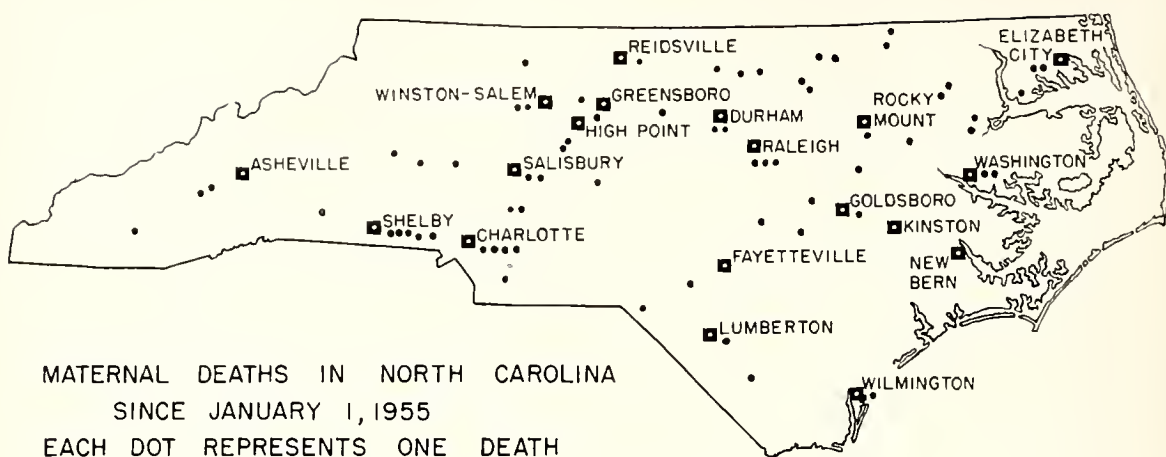 REIDSVILLE
ELIZABETH
CITY
WINSTON-SALEM
GREENSBORO
HIGH POINT
DURHAM
ROCKY
MOUNT
RALEIGH
ASHEVILLE
SALISBURY
WASHINGTON
GOLDSBORO
SHELBY
CHARLOTTE
KINSTON
FAYETTEVILLE
NEW
BERN
LUMBERTON
WILMINGTON
MATERNAL DEATHS IN NORTH CAROLINA
SINCE JANUARY 1, 1955
EACH DOT REPRESENTS ONE DEATH